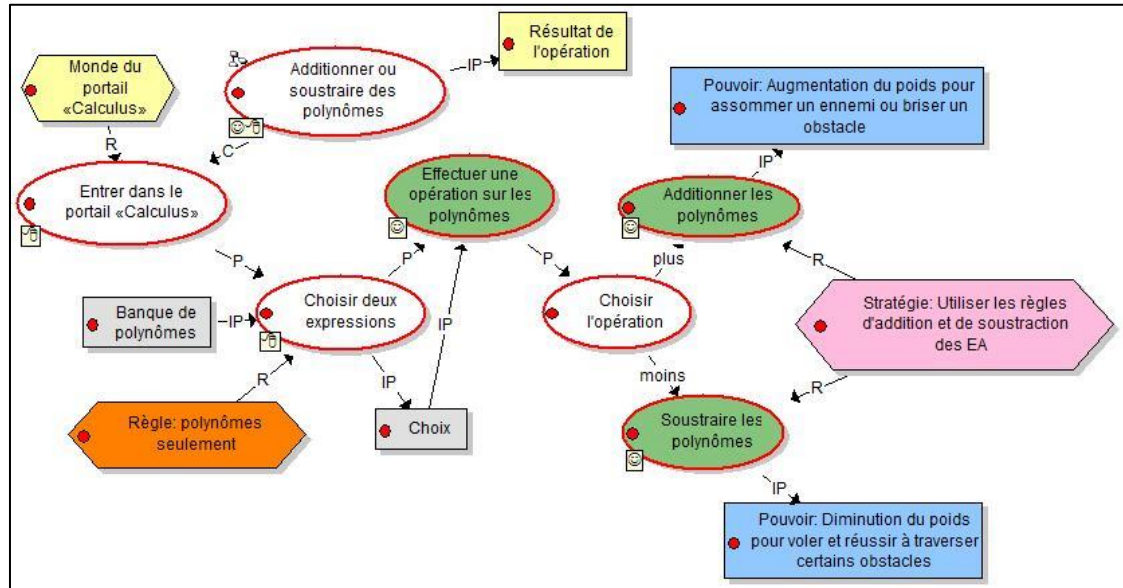 Résultat de
l'opération
Monde du
portail
«Calculus»
Additionner ou
soustraire des
polynômes
IP
Pouvoir: Augmentation du poids pour
assommer un ennemi ou briser un
obstacle
R
C
IP
Entrer dans le
portail «Calculus»
Effectuer une
opération sur les
polynômes
Additionner les
polynômes
P
P
P
plus
R
Banque de
polynômes
IP
Choisir deux
expressions
IP
Choisir
l'opération
Stratégie: Utiliser les règles
d'addition et de soustraction
des EA
R
IP
moins
R
Règle: polynômes
seulement
Choix
Soustraire les
polynômes
IP
Pouvoir: Diminution du poids
pour voler et réussir à traverser
certains obstacles